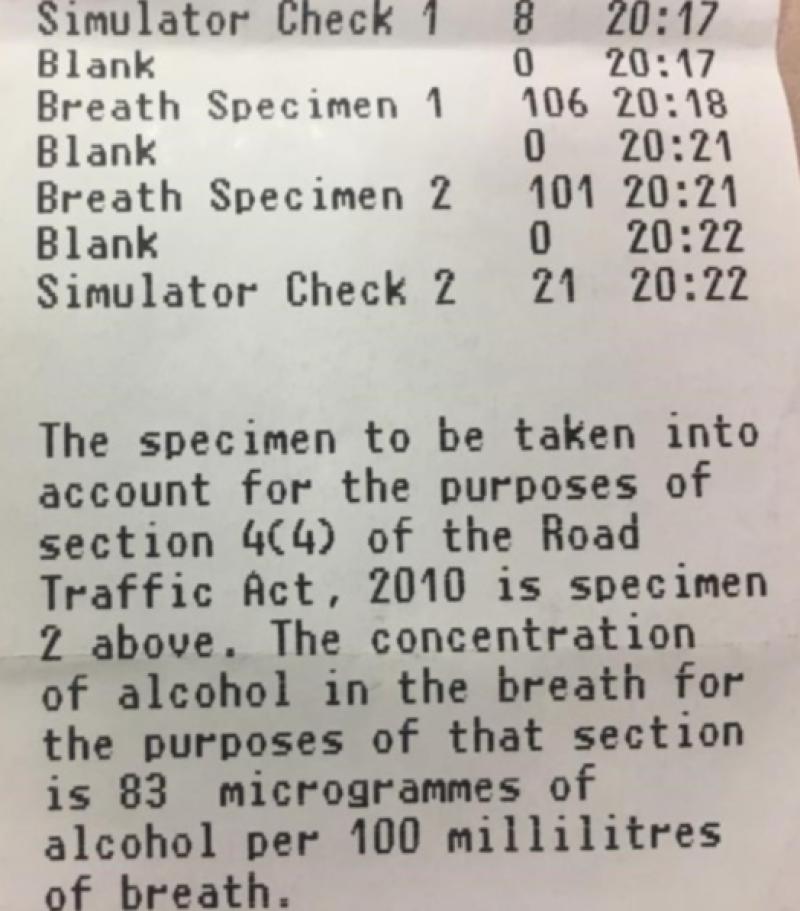 Simulator Check 1 8 20:17
Blank 0 20:17
Breath Specimen 1 106 20:18
Blank 0 20:21
Breath Specimen 2 101 20:21
Blank 0 20:22
Simulator Check 2 21 20:22
The specimen to be taken into
account for the purposes of
section 4(4) of the Road
Traffic Act, 2010 is specimen
2 above. The concentration
of alcohol in the breath for
the purposes of that section
is 83 microgrammes of
alcohol per 100 millilitres
of breath.